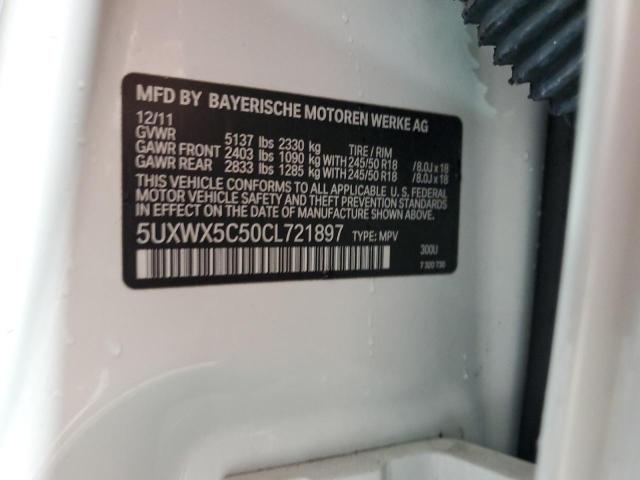 MFD BY BAYERISCHE MOTOREN WERKE AG
12/11
GVWR 5137 lbs 2330 kg TIRE / RIM
GAWR FRONT 2403 lbs 1090 kg WITH 245/50 R18 /8.0J x 18
GAWR REAR 2833 lbs 1285 kg WITH 245/50 R18 /8.0J x 18
THIS VEHICLE CONFORMS TO ALL APPLICABLE U.S. FEDERAL
MOTOR VEHICLE SAFETY AND THEFT PREVENTION
STANDARDS IN EFFECT ON THE DATE OF
MANUFACTURE SHOWN ABOVE.
5UXWX5C50CL721897 TYPE: MPV
300U
7 320 730